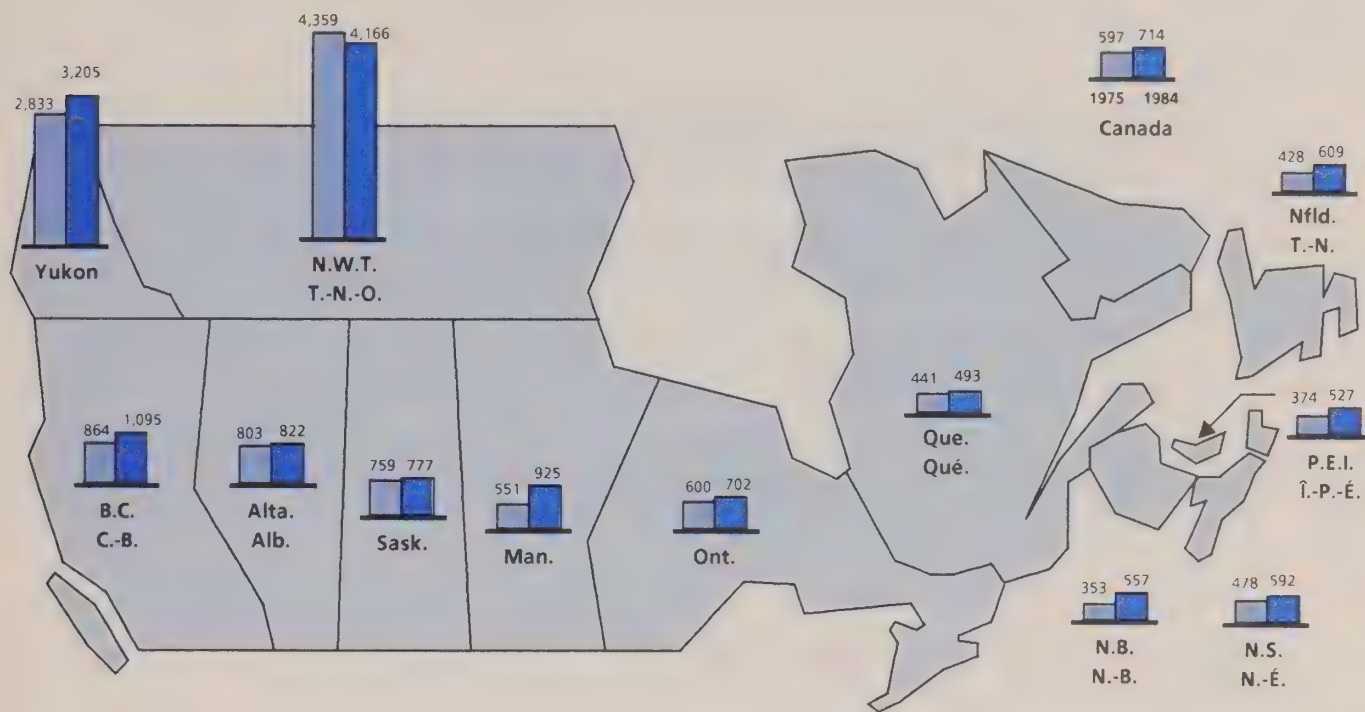 4,359
4,166
2,833
3,205
Yukon
N.W.T.
T.-N.-O.
597 714
1975 1984
Canada
428 609
Nfld.
T.-N.
864 1,095
B.C.
C.-B.
803 822
Alta.
Alb.
759 777
Sask.
551 925
Man.
600 702
Ont.
441 493
Que.
Qué.
374 527
P.E.I.
Î.-P.-É.
353 557
N.B.
N.-B.
478 592
N.S.
N.-É.